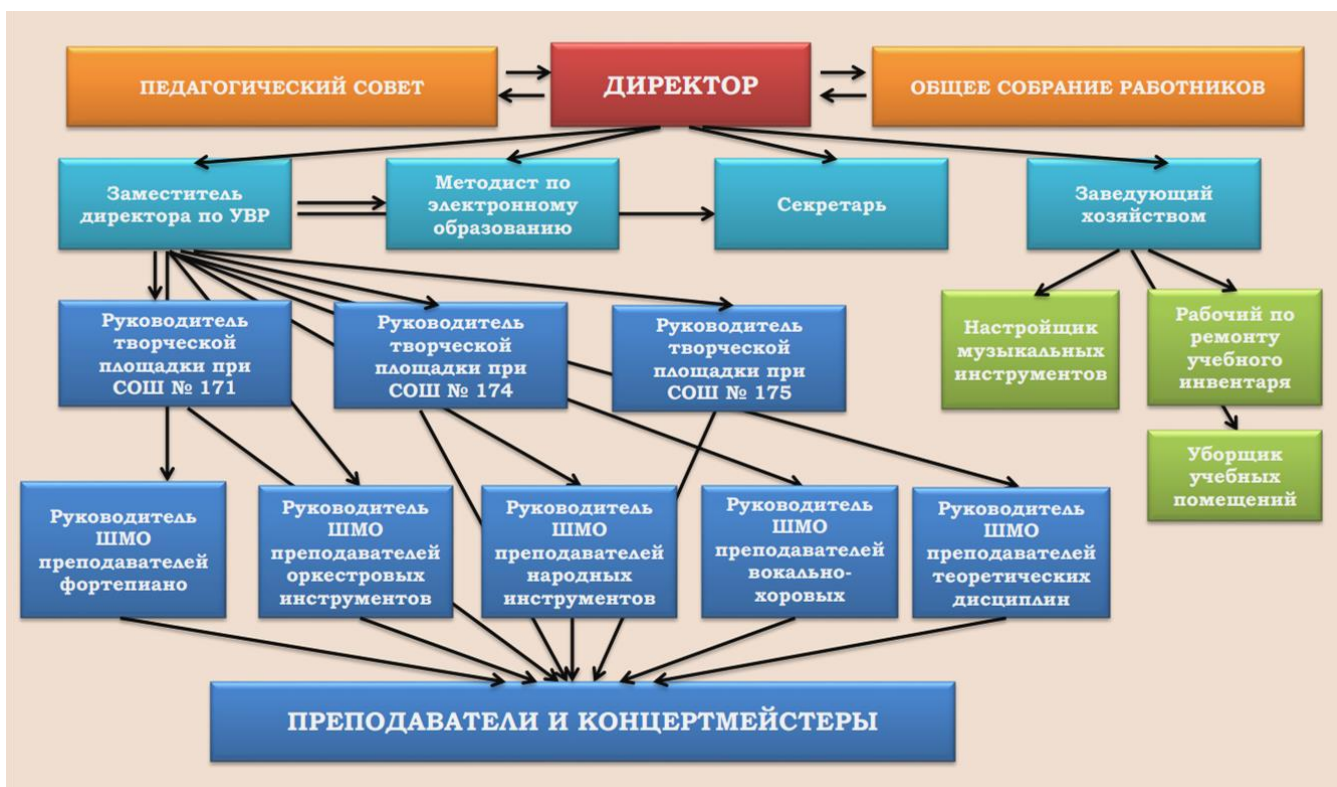 ПЕДАГОГИЧЕСКИЙ СОВЕТ
ДИРЕКТОР
ОБЩЕЕ СОБРАНИЕ РАБОТНИКОВ
Заместитель
директора по УВР
Методист по
электронному
образованию
Секретарь
Заведующий
хозяйством
Руководитель
творческой
площадки при
СОШ № 171
Руководитель
творческой
площадки при
СОШ № 174
Руководитель
творческой
площадки при
СОШ № 175
Настройщик
музыкальных
инструментов
Рабочий по
ремонту
учебного
инвентаря
Уборщик
учебных
помещений
Руководитель
ШМО
преподавателей
фортепиано
Руководитель
ШМО
преподавателей
оркестровых
инструментов
Руководитель
ШМО
преподавателей
народных
инструментов
Руководитель
ШМО
преподавателей
вокально-
хоровых
Руководитель
ШМО
преподавателей
теоретических
дисциплин
ПРЕПОДАВАТЕЛИ И КОНЦЕРТМЕЙСТЕРЫ